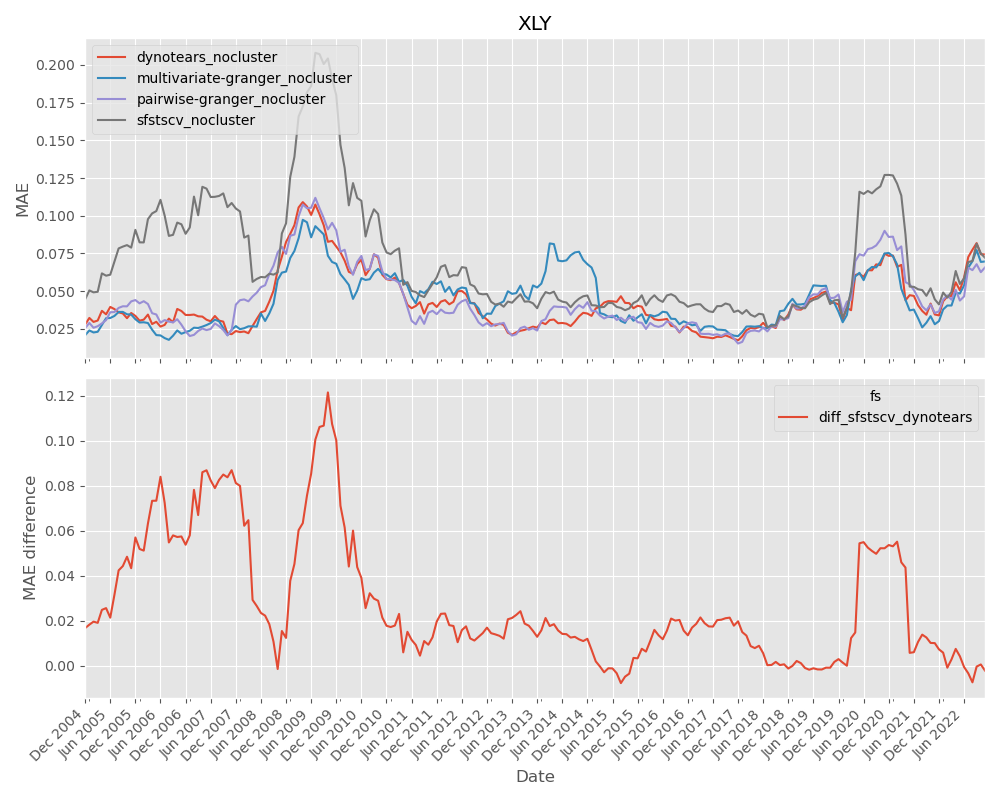 XLY
dynotears_nocluster
multivariate-granger_nocluster
pairwise-granger_nocluster
sfstscv_nocluster
MAE
0.200
0.175
0.150
0.125
0.100
0.075
0.050
0.025
fs
diff_sfstscv_dynotears
MAE difference
0.12
0.10
0.08
0.06
0.04
0.02
0.00
Dec 2004
Jun 2005
Dec 2005
Jun 2006
Dec 2006
Jun 2007
Dec 2007
Jun 2008
Dec 2008
Jun 2009
Dec 2009
Jun 2010
Dec 2010
Jun 2011
Dec 2011
Jun 2012
Dec 2012
Jun 2013
Dec 2013
Jun 2014
Dec 2014
Jun 2015
Dec 2015
Jun 2016
Dec 2016
Jun 2017
Dec 2017
Jun 2018
Dec 2018
Jun 2019
Dec 2019
Jun 2020
Dec 2020
Jun 2021
Dec 2021
Jun 2022
Date